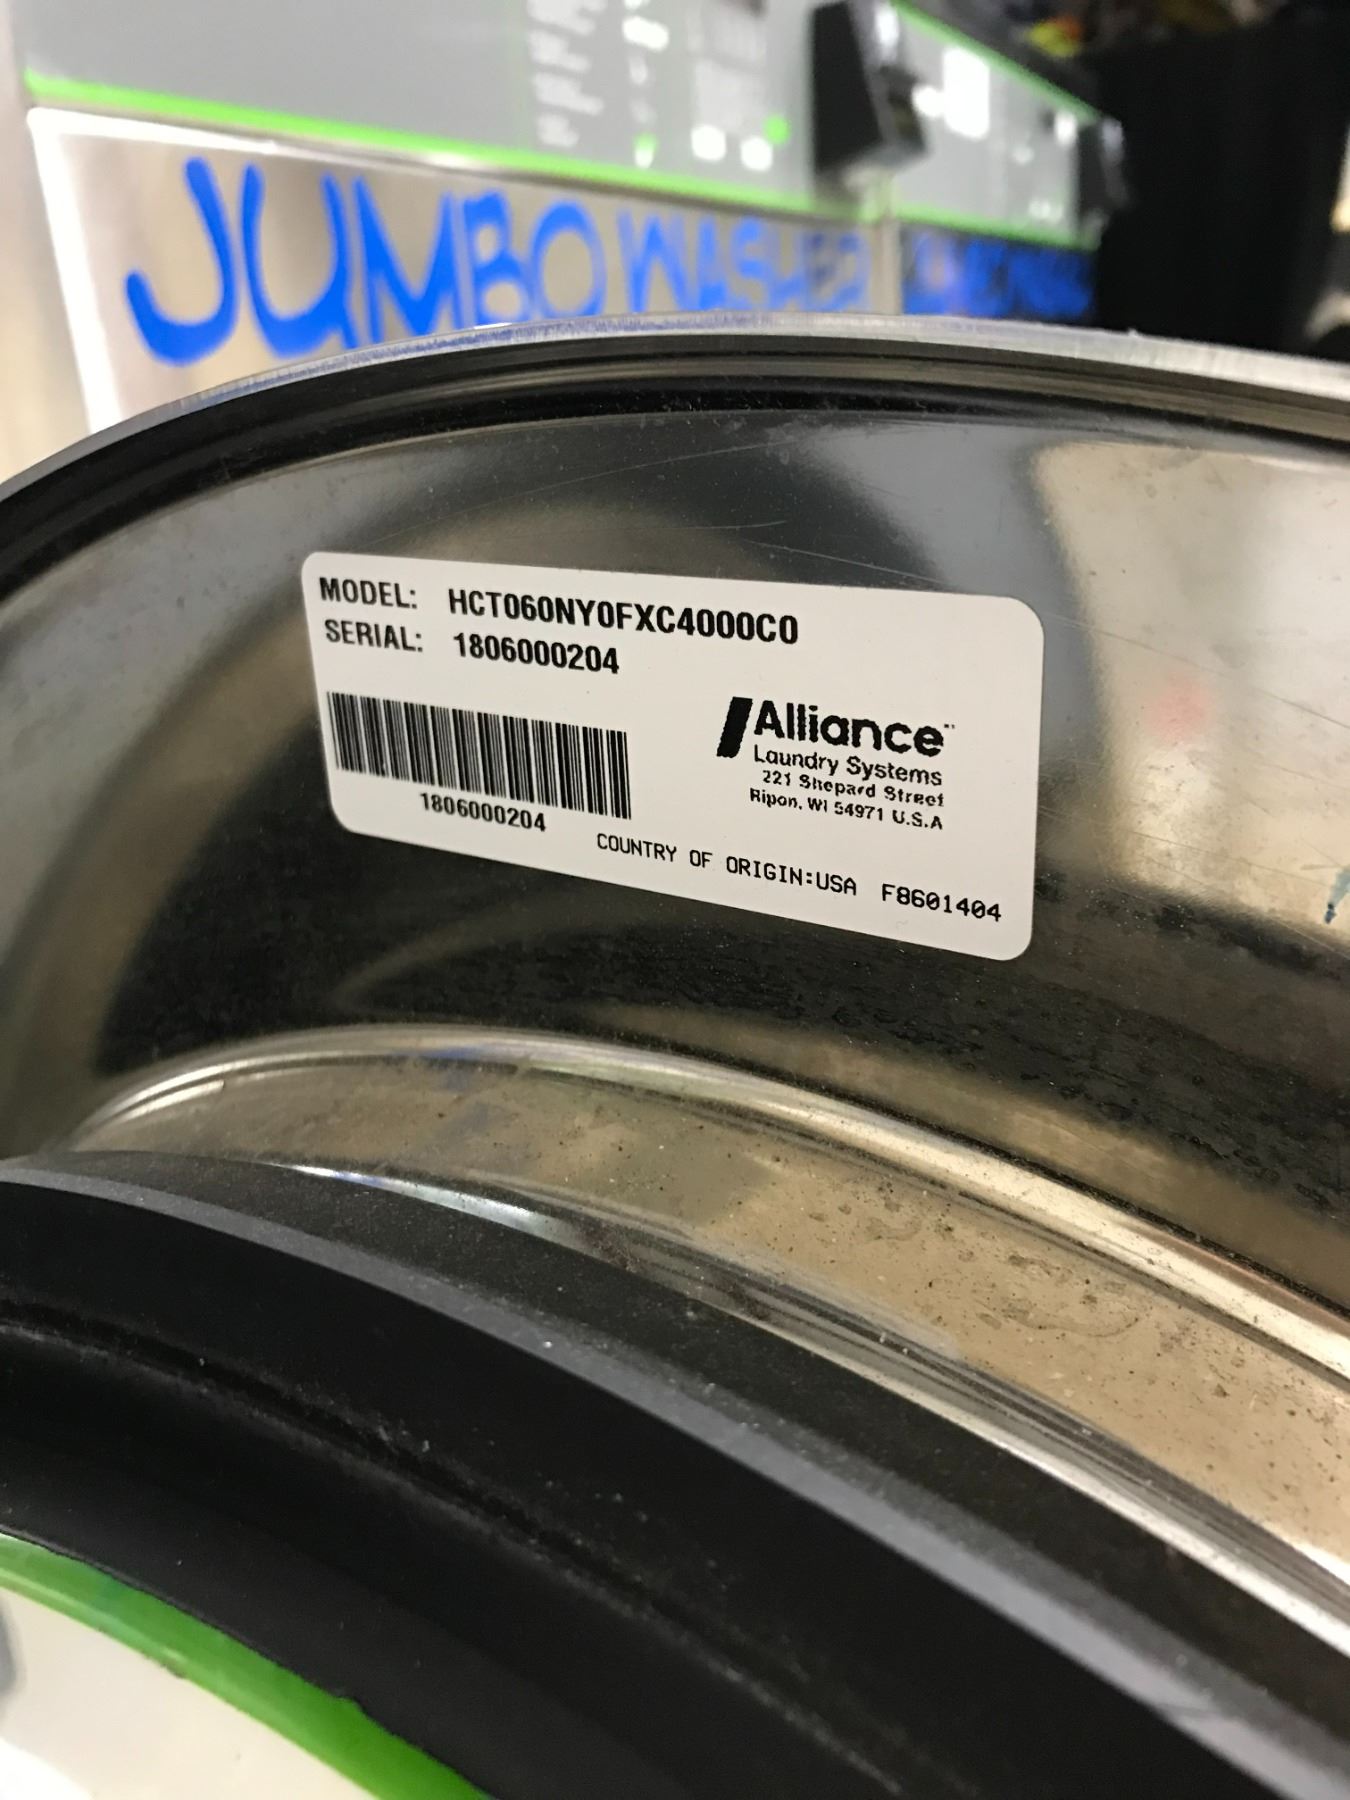 JUMBO WASHER
MODEL: HCT060NY0FXC4000C0
SERIAL: 1806000204
1806000204
Alliance™
Laundry Systems
221 Shepard Street
Ripon, WI 54971 U.S.A
COUNTRY OF ORIGIN:USA F8601404